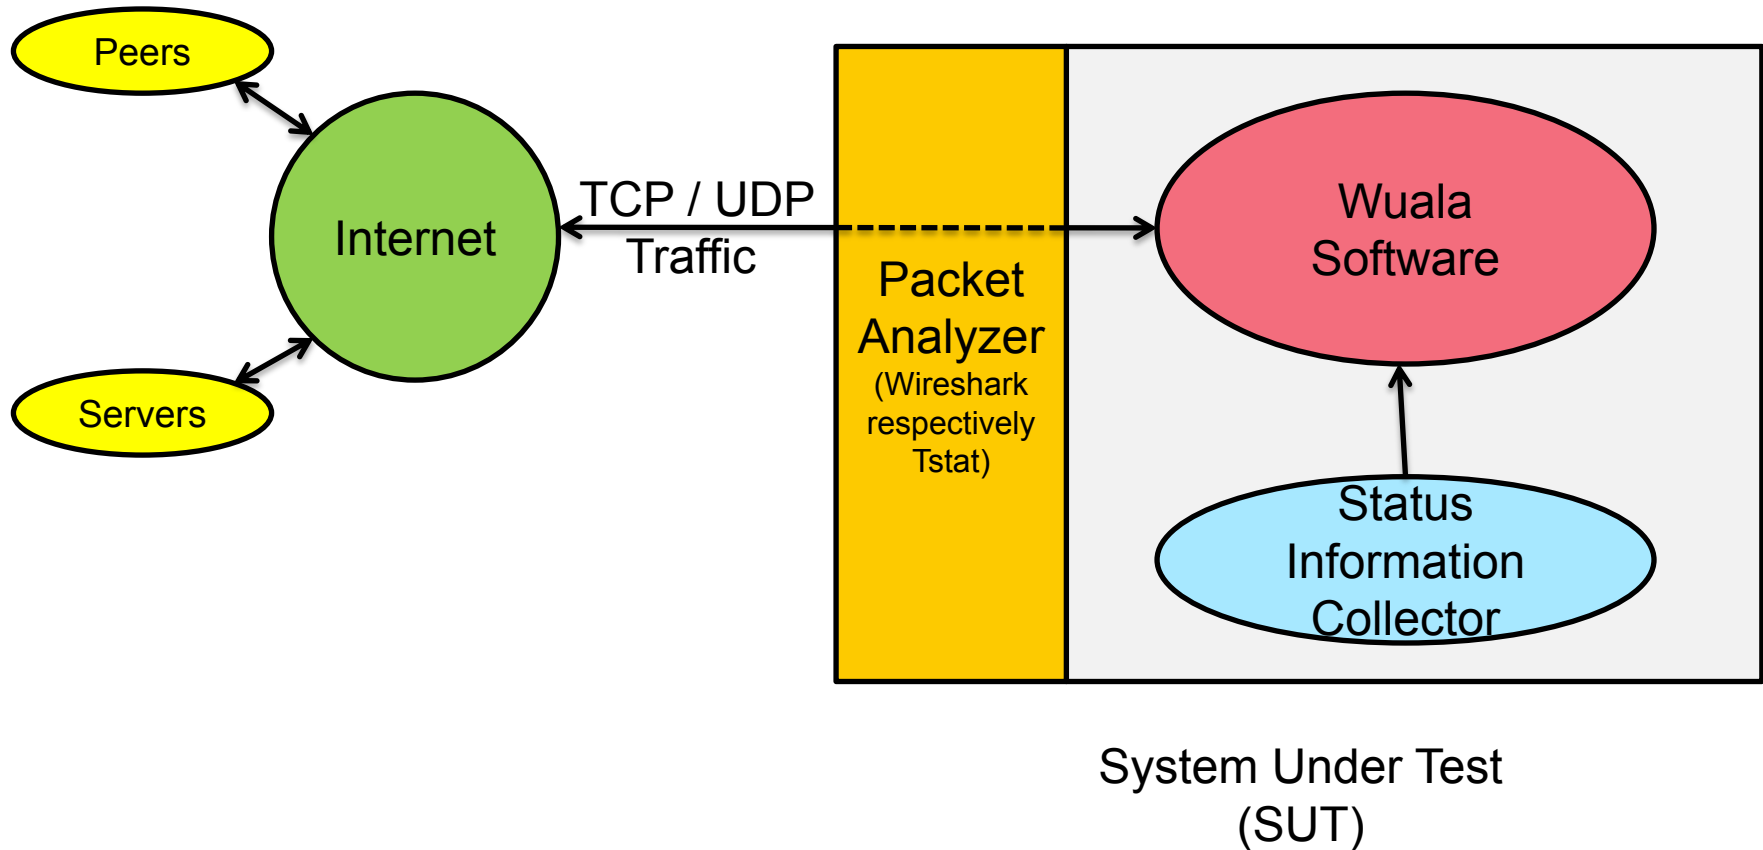 Peers
Internet
Servers
TCP / UDP
Traffic
Packet
Analyzer
(Wireshark
respectively
Tstat)
Wuala
Software
Status
Information
Collector
System Under Test
(SUT)